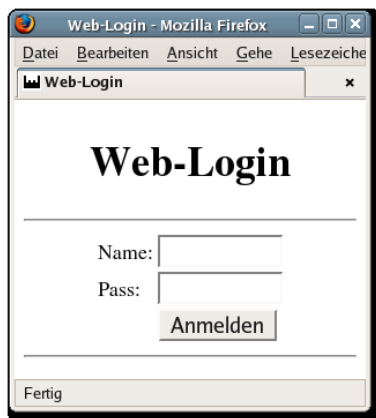 Web-Login - Mozilla Firefox
Datei Bearbeiten Ansicht Gehe Lesezeiche
Web-Login
Web-Login
Name:
Pass:
Anmelden
Fertig